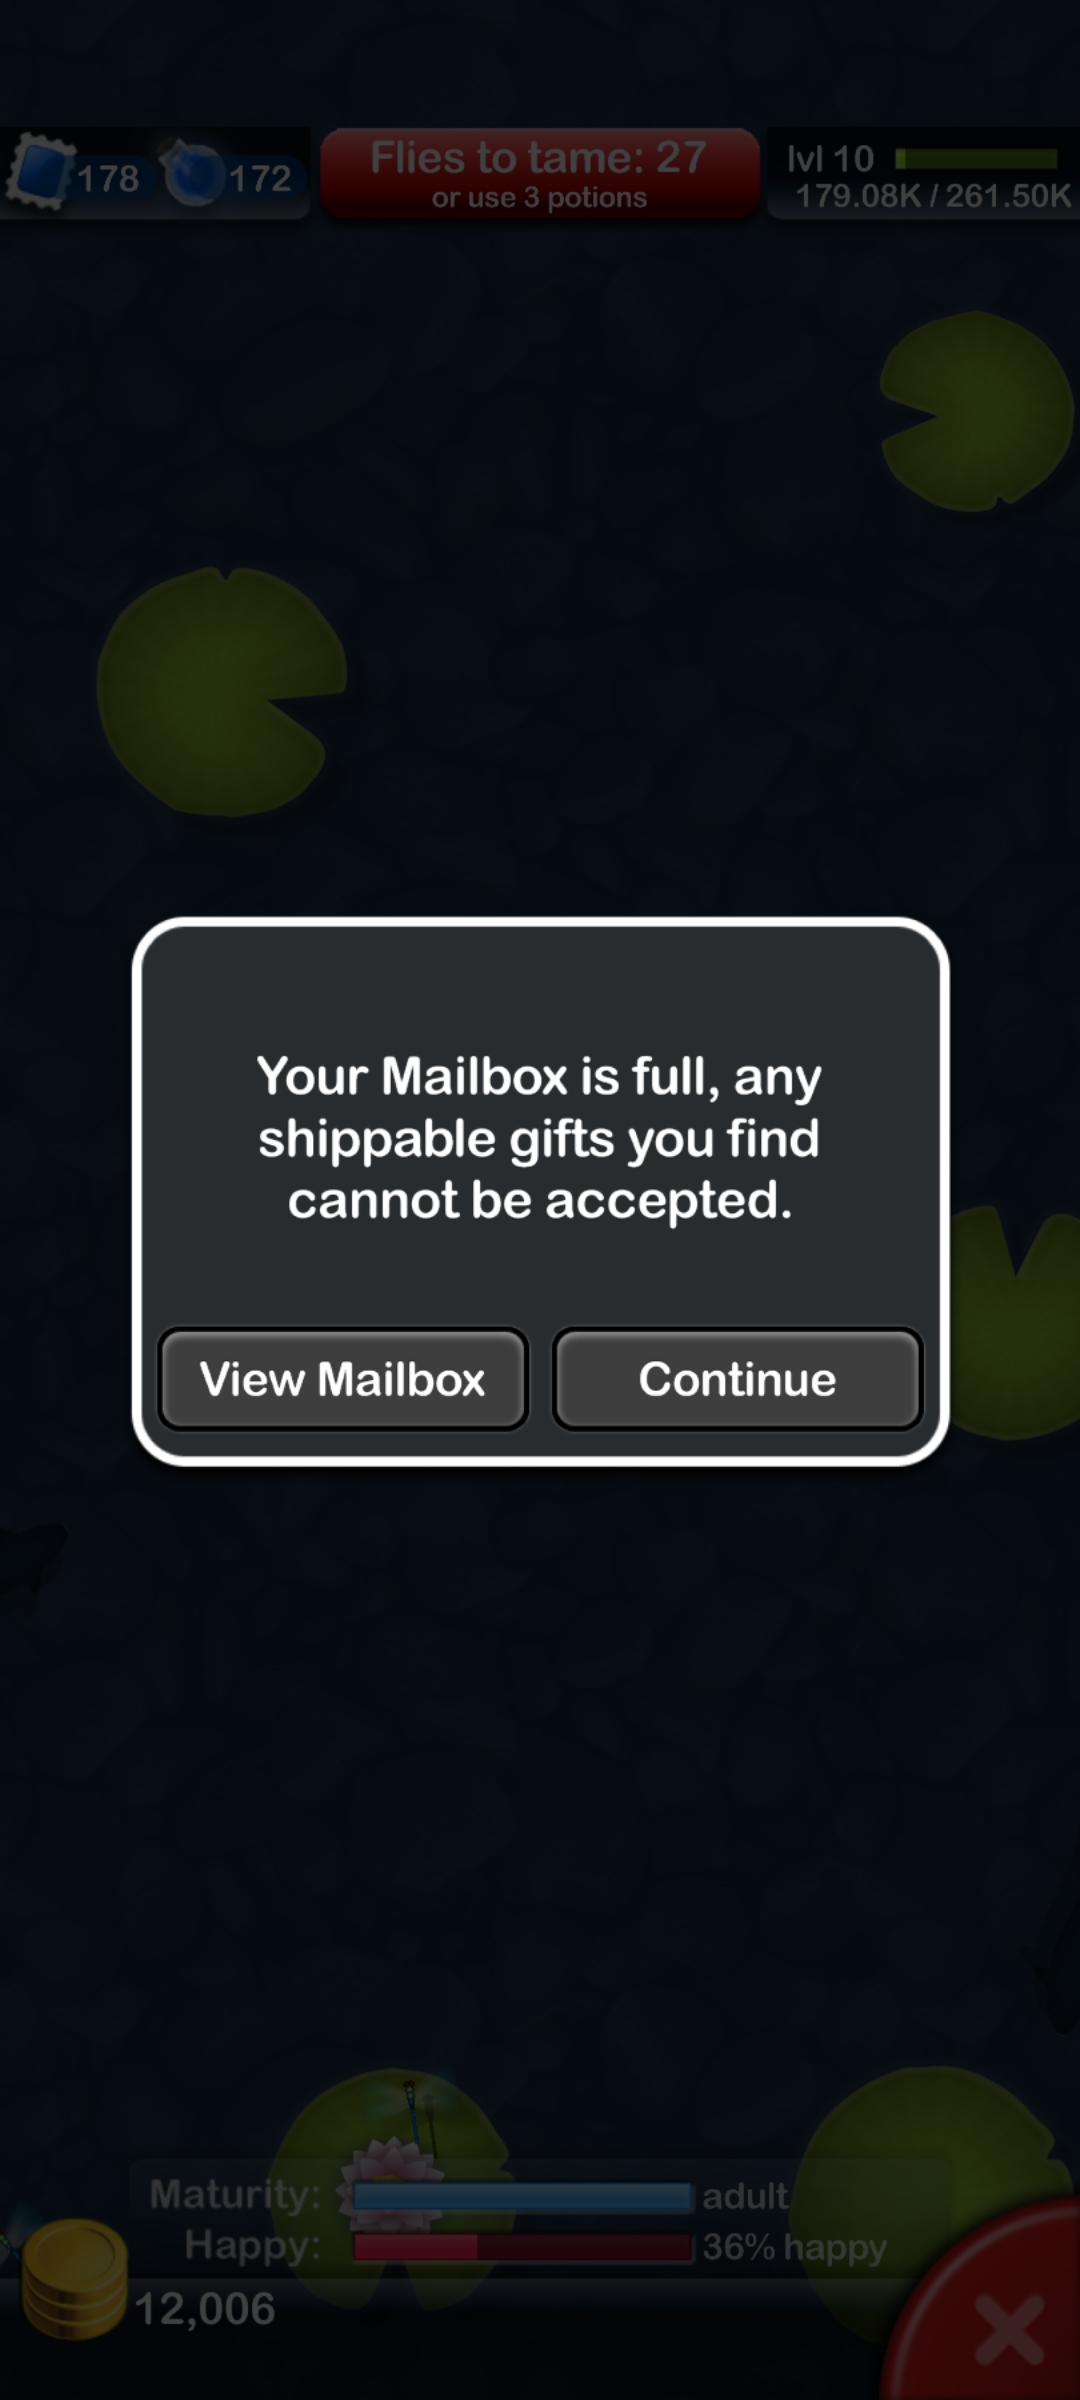 178
172
Flies to tame: 27
or use 3 potions
lvl 10
179.08K / 261.50K
Your Mailbox is full, any
shippable gifts you find
cannot be accepted.
View Mailbox
Continue
Maturity:
adult
Happy:
36% happy
12,006